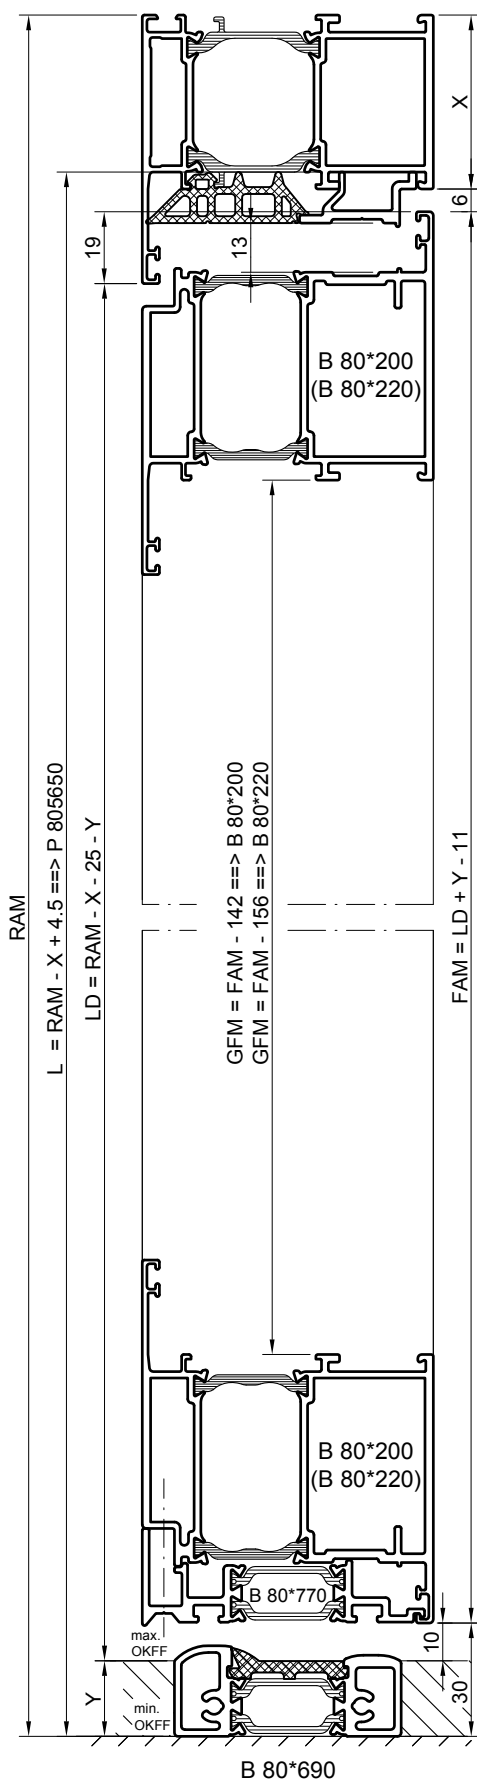 X
6
19
13
B 80*200
(B 80*220)
RAM
L = RAM - X + 4.5 ==> P 805650
LD = RAM - X - 25 - Y
GFM = FAM - 142 ==> B 80*200
GFM = FAM - 156 ==> B 80*220
FAM = LD + Y - 11
B 80*200
(B 80*220)
B 80*770
max.
OKFF
10
Y
min.
OKFF
30
B 80*690